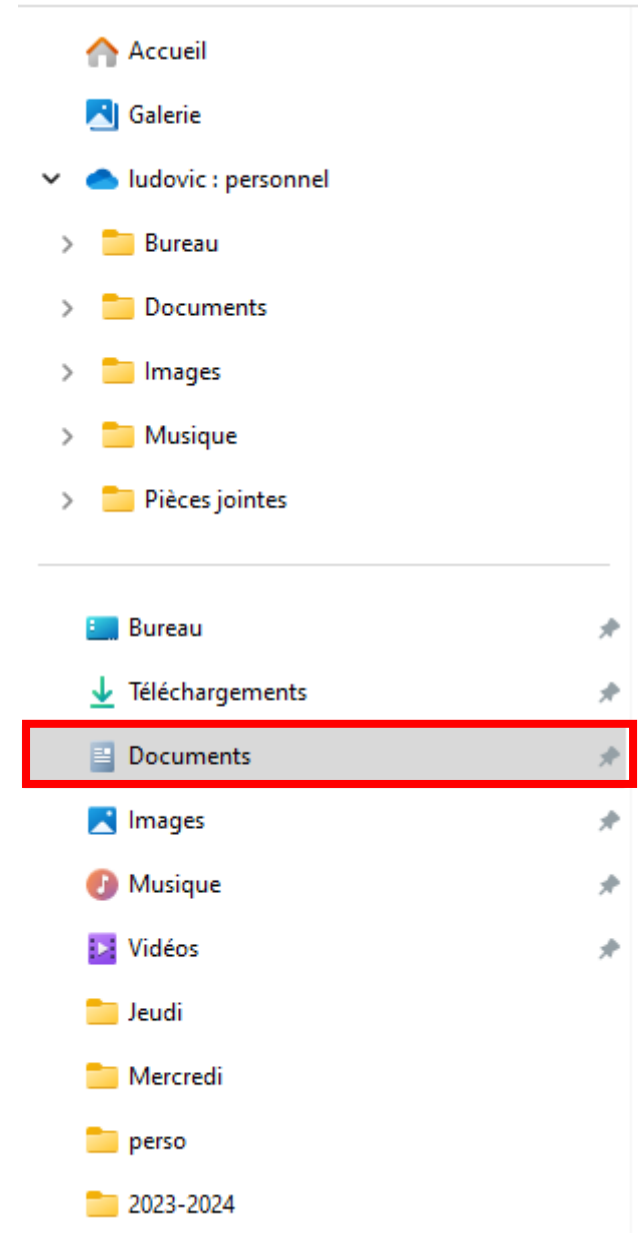 Accueil
Galerie
ludovic : personnel
Bureau
Documents
Images
Musique
Pièces jointes
Bureau
Téléchargements
Documents
Images
Musique
Vidéos
Jeudi
Mercredi
perso
2023-2024